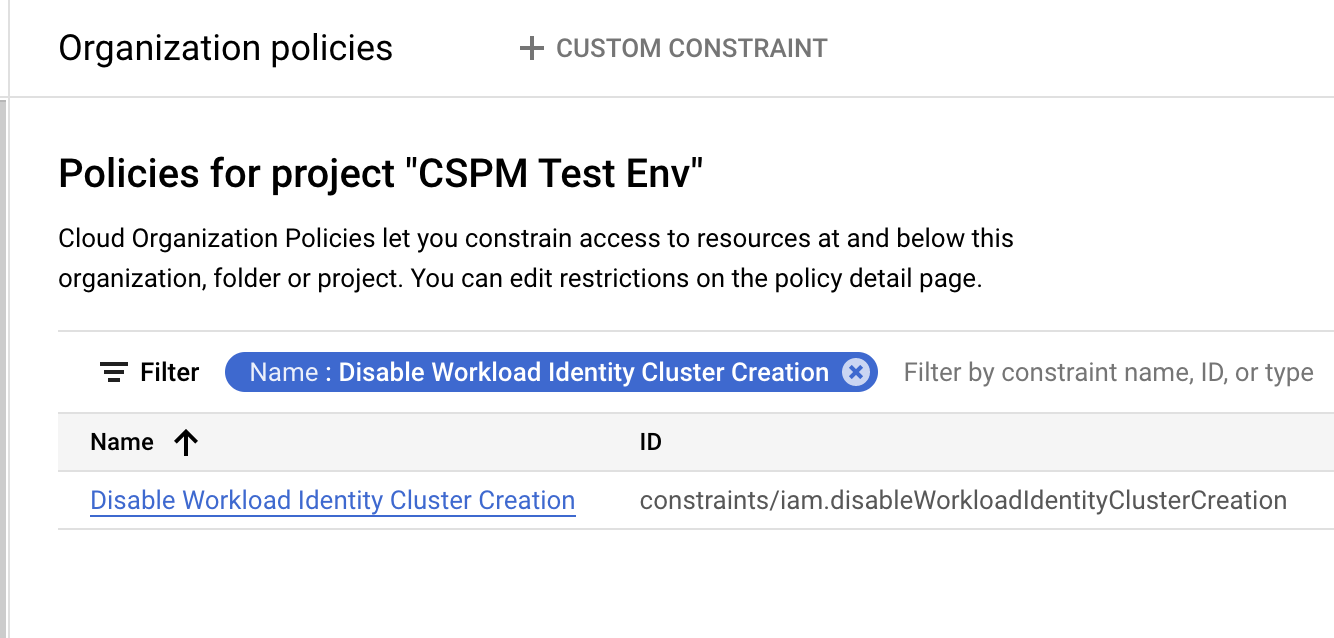 Organization policies
+ CUSTOM CONSTRAINT
Policies for project "CSPM Test Env"
Cloud Organization Policies let you constrain access to resources at and below this
organization, folder or project. You can edit restrictions on the policy detail page.
Filter Name : Disable Workload Identity Cluster Creation Filter by constraint name, ID, or type
Name ID
Disable Workload Identity Cluster Creation constraints/iam.disableWorkloadIdentityClusterCreation